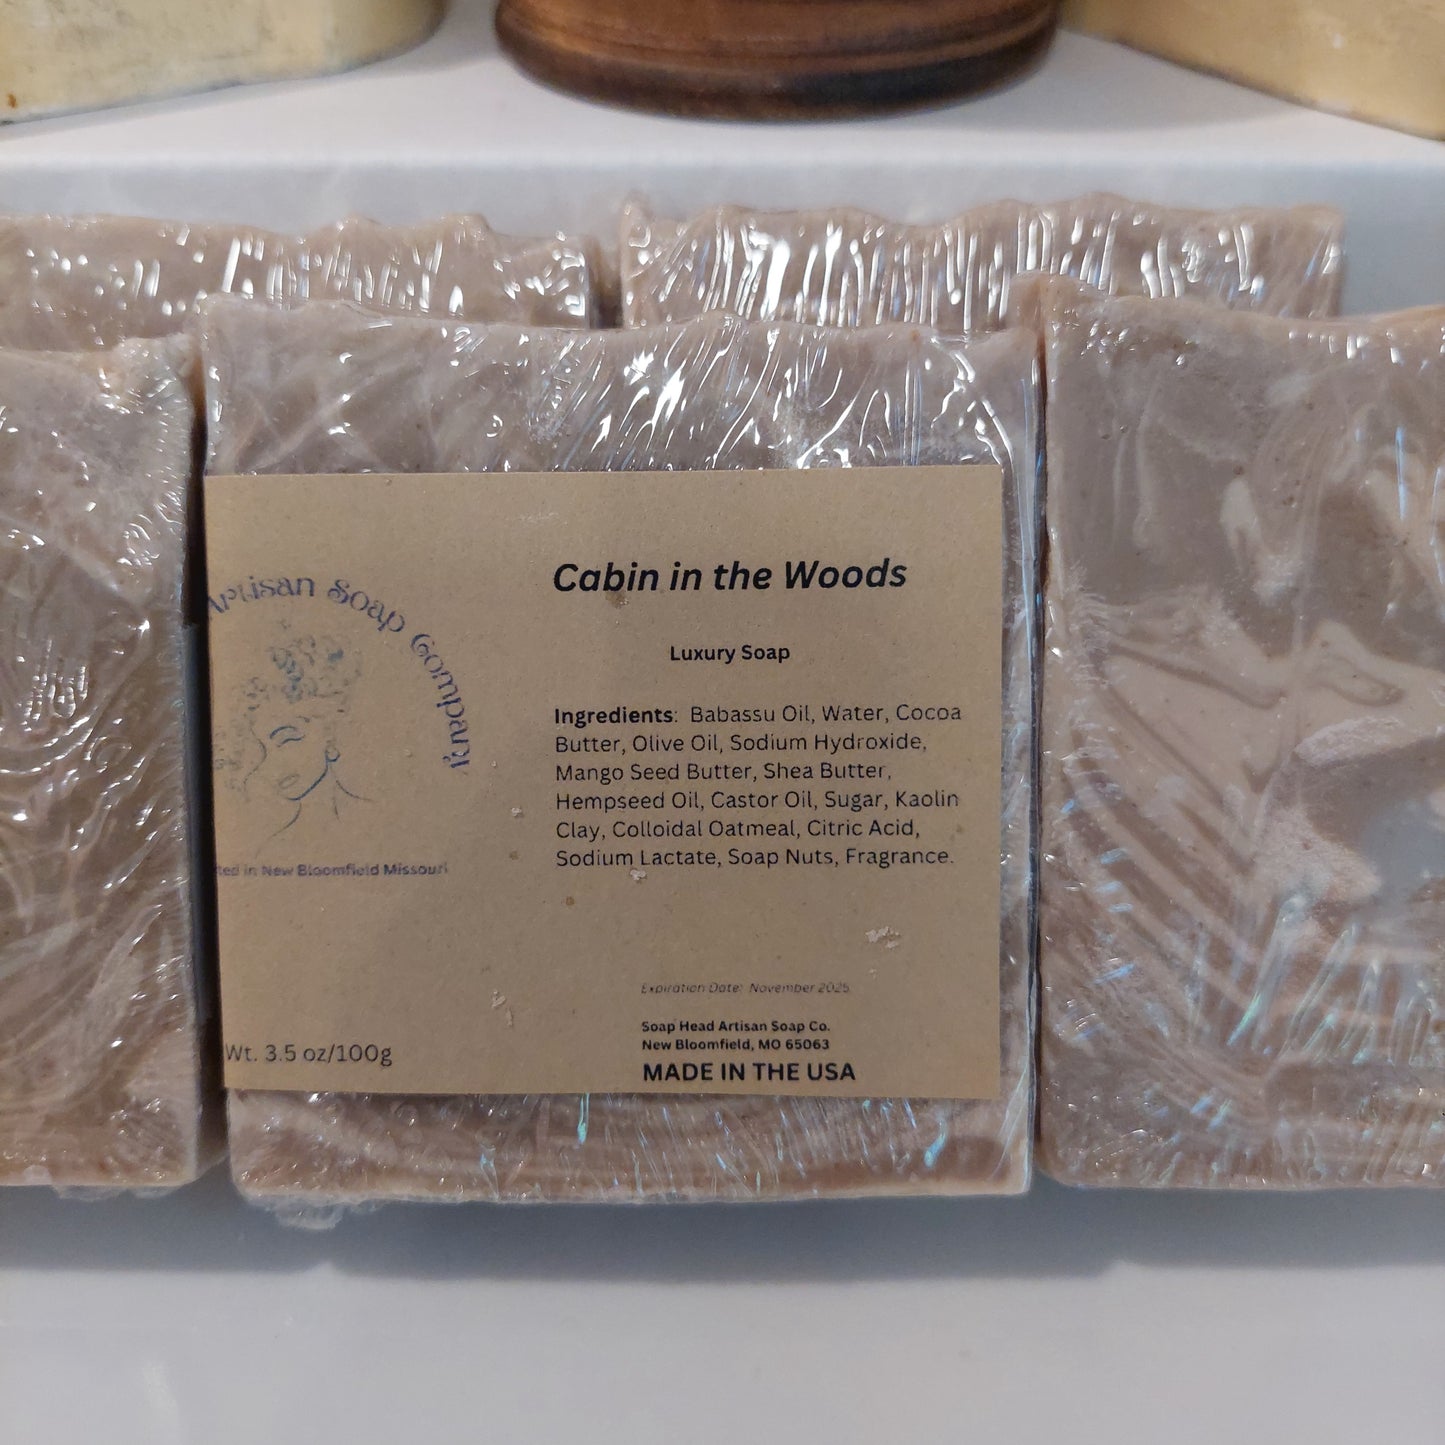 Artisan Soap Company
Cabin in the Woods
Luxury Soap
Ingredients: Babassu Oil, Water, Cocoa
Butter, Olive Oil, Sodium Hydroxide,
Mango Seed Butter, Shea Butter,
Hempseed Oil, Castor Oil, Sugar, Kaolin
Clay, Colloidal Oatmeal, Citric Acid,
Sodium Lactate, Soap Nuts, Fragrance.
in New Bloomfield Missouri
Expiration Date: November 2025
Soap Head Artisan Soap Co.
New Bloomfield, MO 65063
Wt. 3.5 oz/100g
MADE IN THE USA